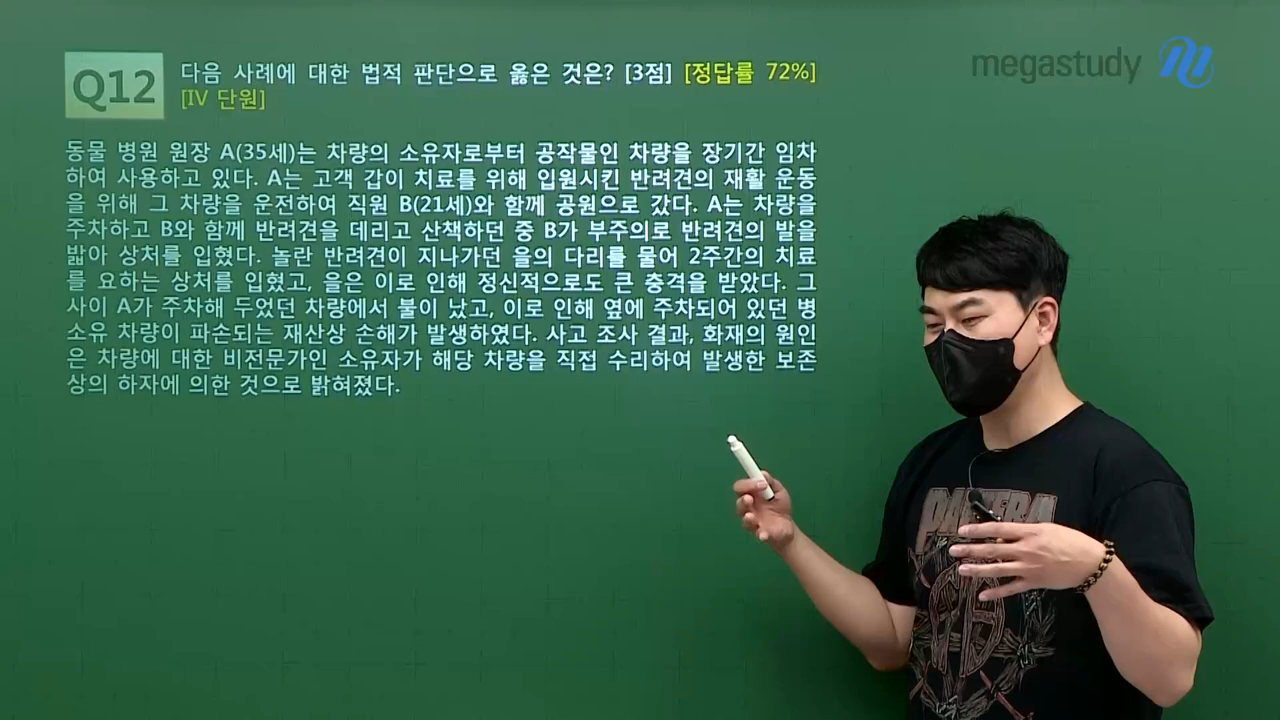 megastudy
Q12
다음 사례에 대한 법적 판단으로 옳은 것은? [3점] [정답률 72%]
[IV 단원]
동물 병원 원장 A(35세)는 차량의 소유자로부터 공작물인 차량을 장기간 임차
하여 사용하고 있다. A는 고객 갑이 치료를 위해 입원시킨 반려견의 재활 운동
을 위해 그 차량을 운전하여 직원 B(21세)와 함께 공원으로 갔다. A는 차량을
주차하고 B와 함께 반려견을 데리고 산책하던 중 B가 부주의로 반려견의 발을
밟아 상처를 입혔다. 놀란 반려견이 지나가던 을의 다리를 물어 2주간의 치료
를 요하는 상처를 입혔고, 을은 이로 인해 정신적으로도 큰 충격을 받았다. 그
사이 A가 주차해 두었던 차량에서 불이 났고, 이로 인해 옆에 주차되어 있던 병
소유 차량이 파손되는 재산상 손해가 발생하였다. 사고 조사 결과, 화재의 원인
은 차량에 대한 비전문가인 소유자가 해당 차량을 직접 수리하여 발생한 보존
상의 하자에 의한 것으로 밝혀졌다.